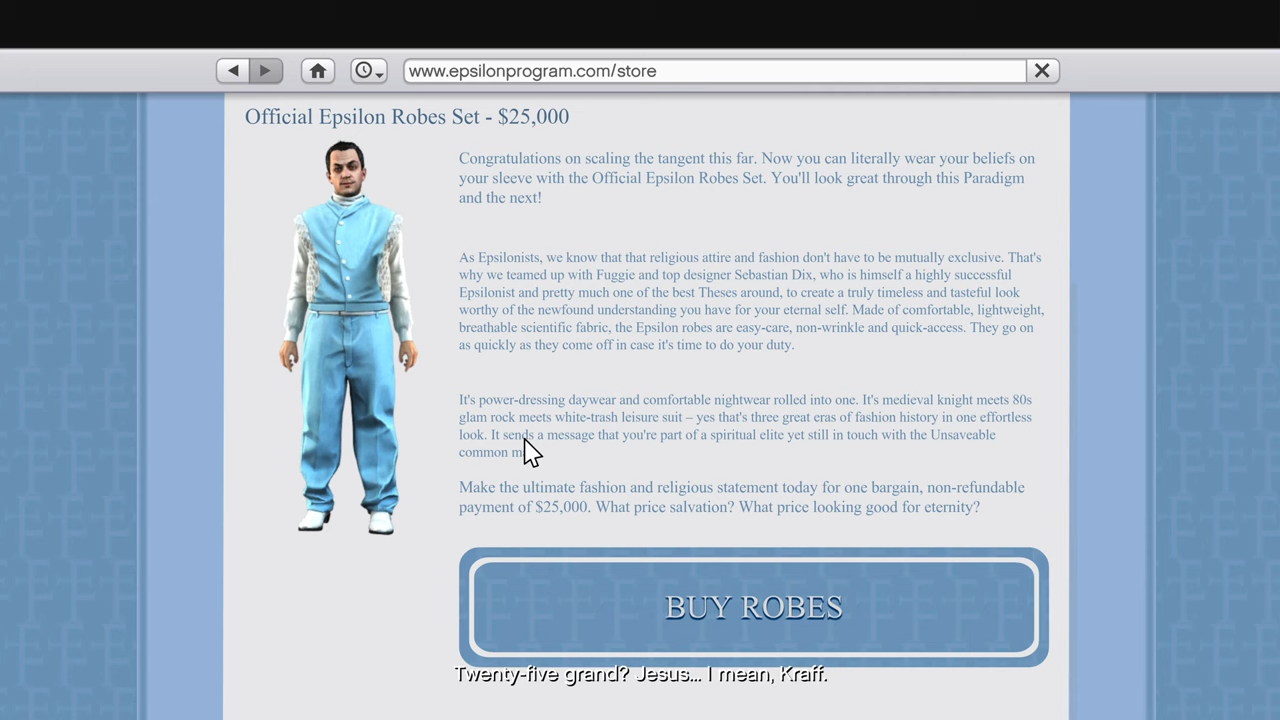 www.epsilonprogram.com/store
Official Epsilon Robes Set - $25,000
Congratulations on scaling the tangent this far. Now you can literally wear your beliefs on
your sleeve with the Official Epsilon Robes Set. You'll look great through this Paradigm
and the next!
As Epsilonists, we know that that religious attire and fashion don't have to be mutually exclusive. That's
why we teamed up with Fuggie and top designer Sebastian Dix, who is himself a highly successful
Epsilonist and pretty much one of the best Theses around, to create a truly timeless and tasteful look
worthy of the newfound understanding you have for your eternal self. Made of comfortable, lightweight,
breathable scientific fabric, the Epsilon robes are easy-care, non-wrinkle and quick-access. They go on
as quickly as they come off in case it's time to do your duty.
It's power-dressing daywear and comfortable nightwear rolled into one. It's medieval knight meets 80s
glam rock meets white-trash leisure suit – yes that's three great eras of fashion history in one effortless
look. It sends a message that you're part of a spiritual elite yet still in touch with the Unsaveable
common
Make the ultimate fashion and religious statement today for one bargain, non-refundable
payment of $25,000. What price salvation? What price looking good for eternity?
BUY ROBES
Twenty-five grand? Jesus... I mean, Kraff.